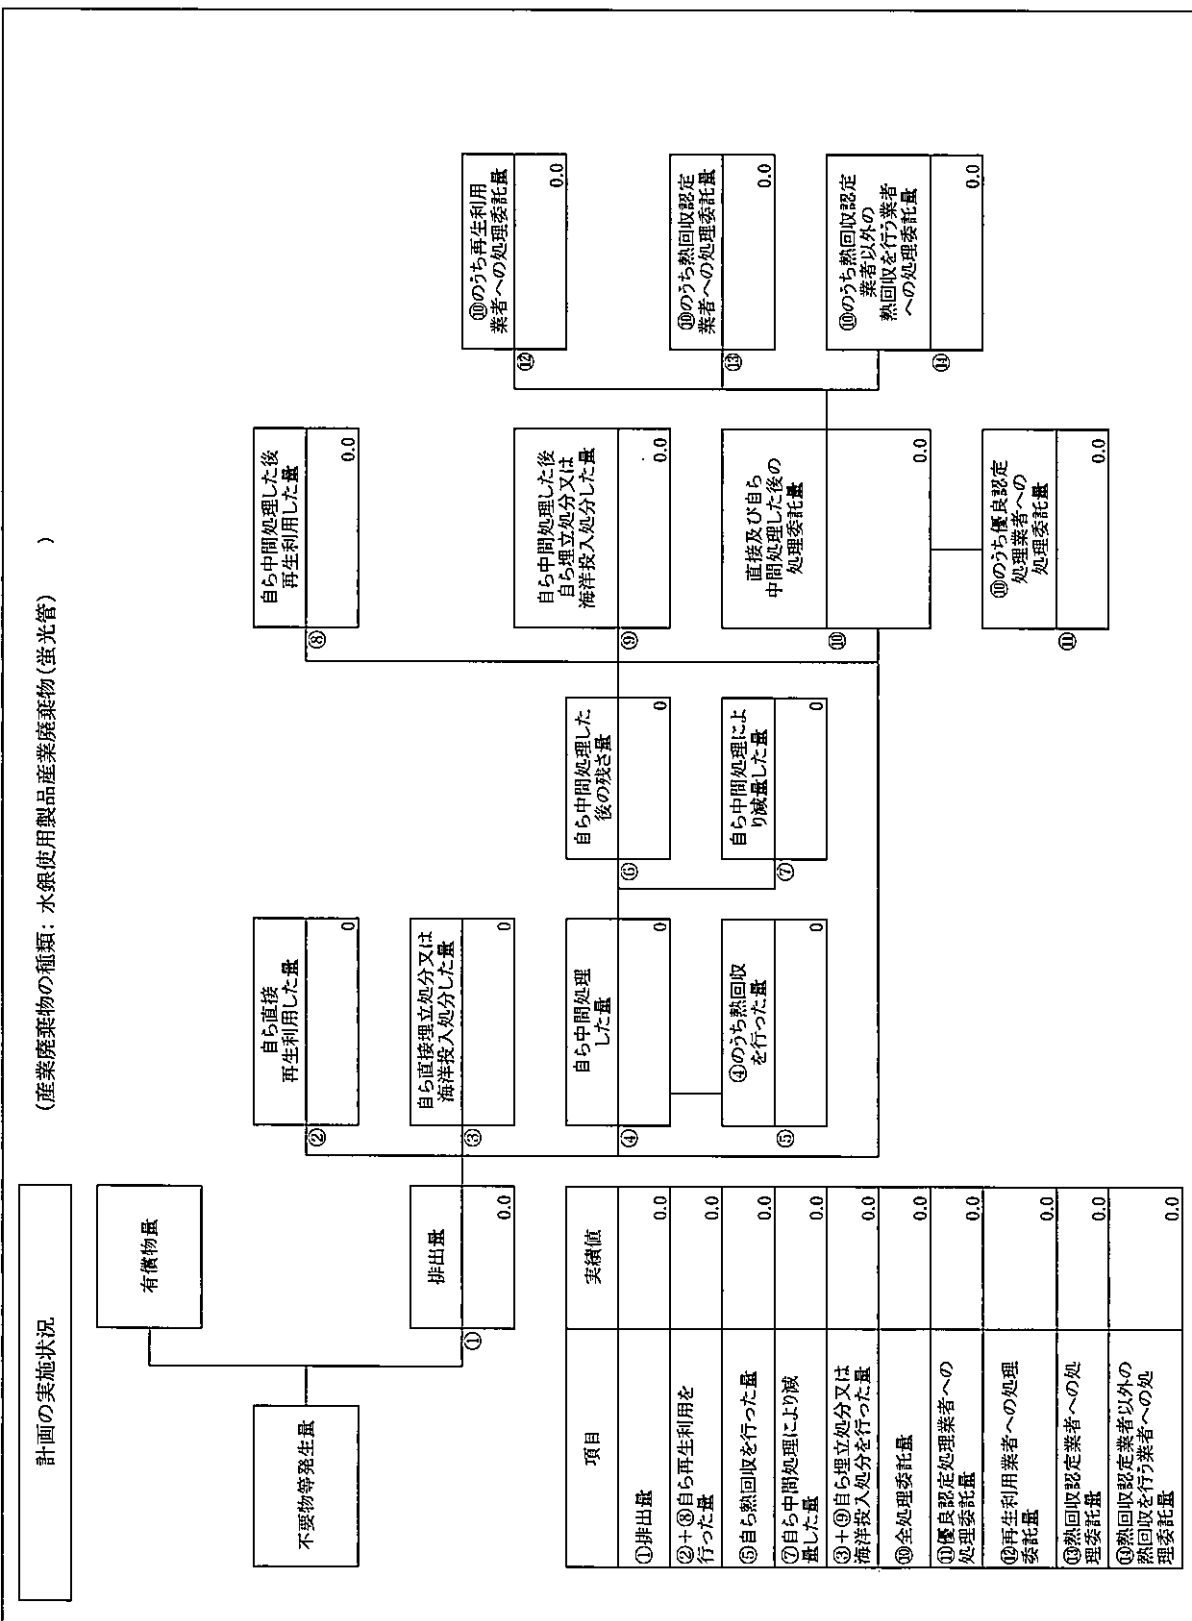 計画の実施状況
(産業廃棄物の種類: 水銀使用製品産業廃棄物(蛍光管) )
不要物等発生量
有償物量
①
排出量
0.0
②
自ら直接
再生利用した量
0
③
自ら直接埋立処分又は
海洋投入処分した量
0
④
自ら中間処理
した量
0
⑤
④のうち熱回収
を行った量
0
⑥
自ら中間処理した
後の残さ量
0
⑦
自ら中間処理によ
り減量した量
0
⑧
自ら中間処理した後
再生利用した量
0.0
⑨
自ら中間処理した後
自ら埋立処分又は
海洋投入処分した量
0.0
⑩
直接及び自ら
中間処理した後の
処理委託量
0.0
⑪
⑩のうち優良認定
処理業者への
処理委託量
0.0
⑫
⑩のうち再生利用
業者への処理委託量
0.0
⑬
⑩のうち熱回収認定
業者への処理委託量
0.0
⑭
⑩のうち熱回収認定
業者以外の
熱回収を行う業者
への処理委託量
0.0
項目 実績値
①排出量 0.0
②+⑧自ら再生利用を
行った量 0.0
⑤自ら熱回収を行った量 0.0
⑦自ら中間処理により減
量した量 0.0
③+⑨自ら埋立処分又は
海洋投入処分を行った量 0.0
⑩全処理委託量 0.0
⑪優良認定処理業者への
処理委託量 0.0
⑫再生利用業者への処理
委託量 0.0
⑬熱回収認定業者への処
理委託量 0.0
⑭熱回収認定業者以外の
熱回収を行う業者への処
理委託量 0.0